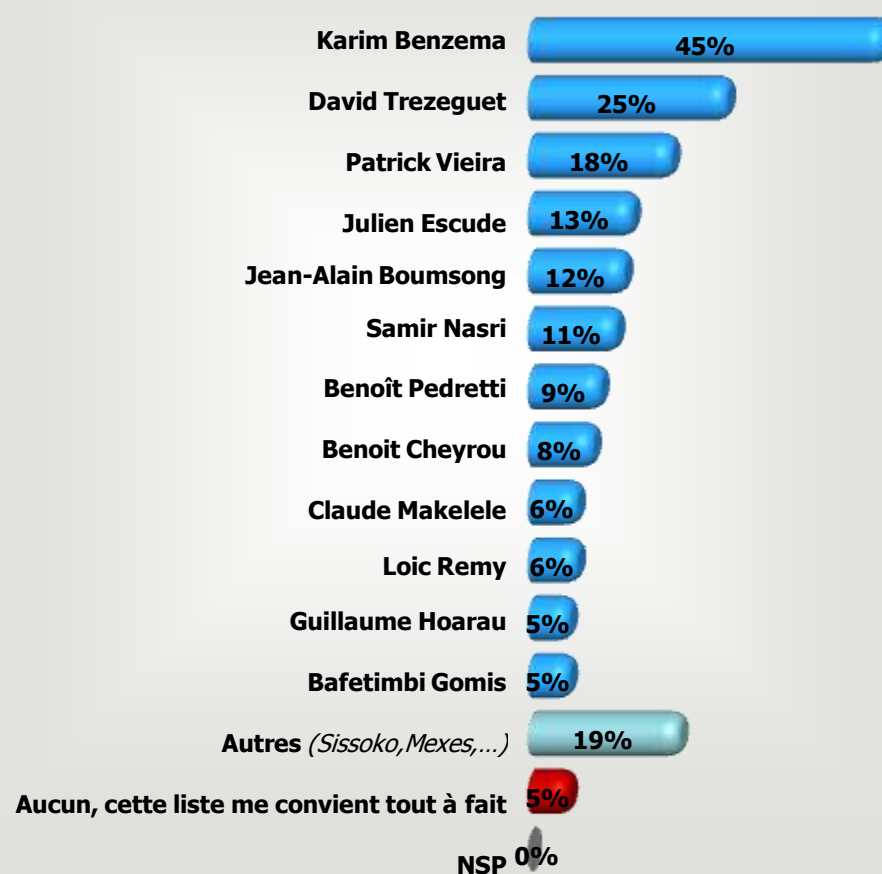 Karim Benzema 45%
David Trezeguet 25%
Patrick Vieira 18%
Julien Escude 13%
Jean-Alain Boumsong 12%
Samir Nasri 11%
Benoît Pedretti 9%
Benoit Cheyrou 8%
Claude Makelele 6%
Loic Remy 6%
Guillaume Hoarau 5%
Bafetimbi Gomis 5%
Autres (Sissoko,Mexes,...) 19%
Aucun, cette liste me convient tout à fait 5%
NSP 0%